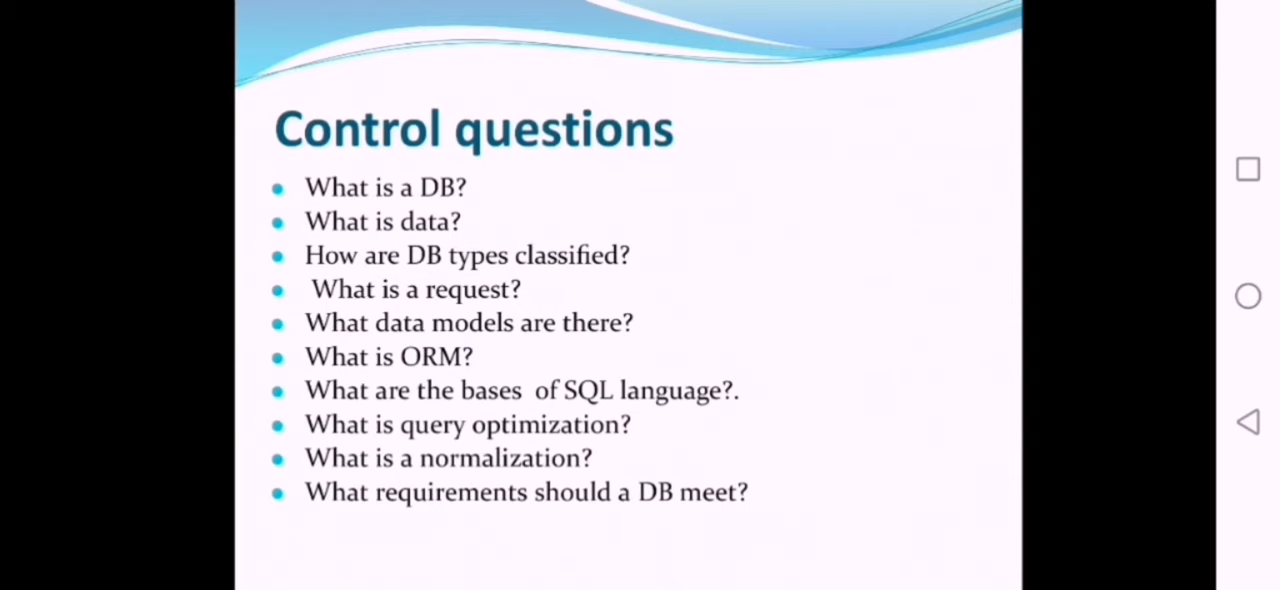 Control questions
What is a DB?
What is data?
How are DB types classified?
What is a request?
What data models are there?
What is ORM?
What are the bases of SQL language?.
What is query optimization?
What is a normalization?
What requirements should a DB meet?